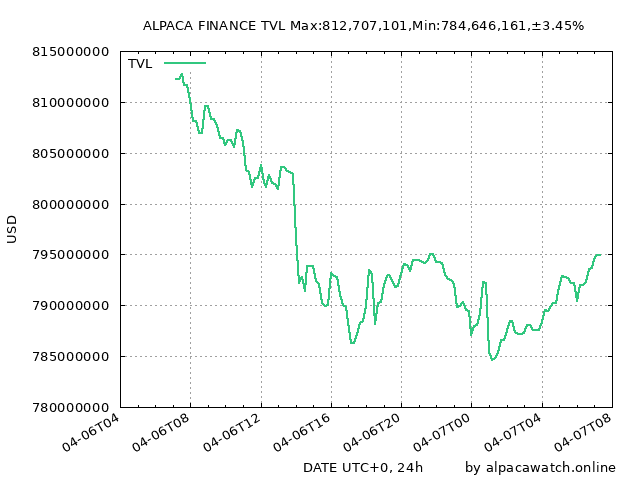 ALPACA FINANCE TVL Max:812,707,101,Min:784,646,161,±3.45%
815000000
TVL
810000000
805000000
800000000
795000000
790000000
785000000
780000000
USD
04-06T04
04-06T08
04-06T12
04-06T16
04-06T20
04-07T00
04-07T04
04-07T08
DATE UTC+0, 24h
by alpacawatch.online